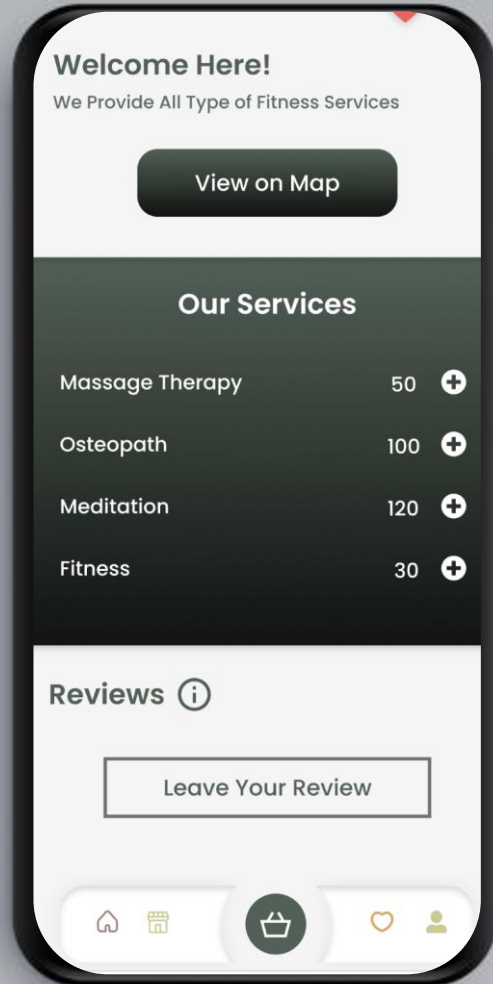 Welcome Here!
We Provide All Type of Fitness Services
View on Map
Our Services
Massage Therapy 50
Osteopath 100
Meditation 120
Fitness 30
Reviews
Leave Your Review